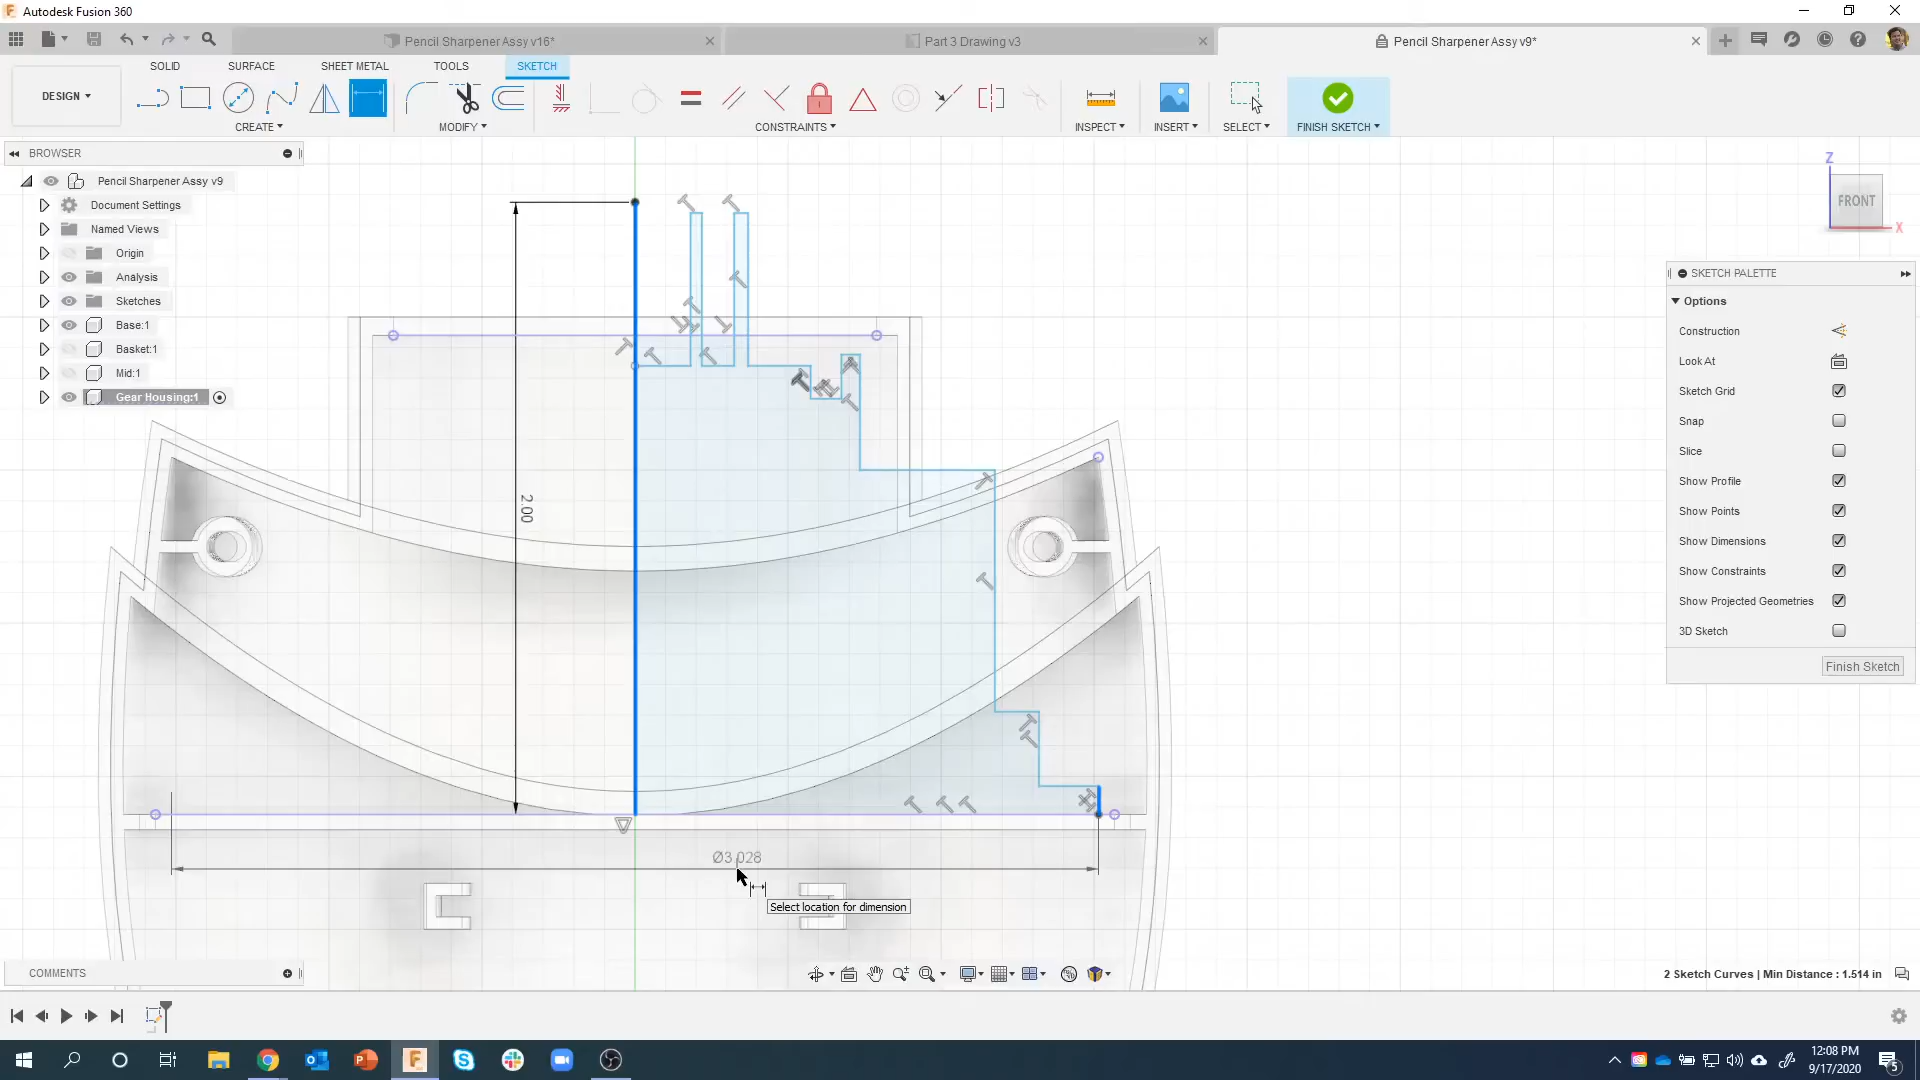 Autodesk Fusion 360
Pencil Sharpener Assy v16*
Part 3 Drawing v3
Pencil Sharpener Assy v9*
SOLID
SURFACE
SHEET METAL
TOOLS
SKETCH
DESIGN
CREATE
MODIFY
CONSTRAINTS
INSPECT
INSERT
SELECT
FINISH SKETCH
BROWSER
Pencil Sharpener Assy v9
Document Settings
Named Views
Origin
Analysis
Sketches
Base:1
Basket:1
Mid:1
Gear Housing:1
Z
FRONT
X
SKETCH PALETTE
Options
Construction
Look At
Sketch Grid
Snap
Slice
Show Profile
Show Points
Show Dimensions
Show Constraints
Show Projected Geometries
3D Sketch
Finish Sketch
2.00
Ø3.028
Select location for dimension
COMMENTS
2 Sketch Curves | Min Distance : 1.514 in
12:08 PM
9/17/2020
5